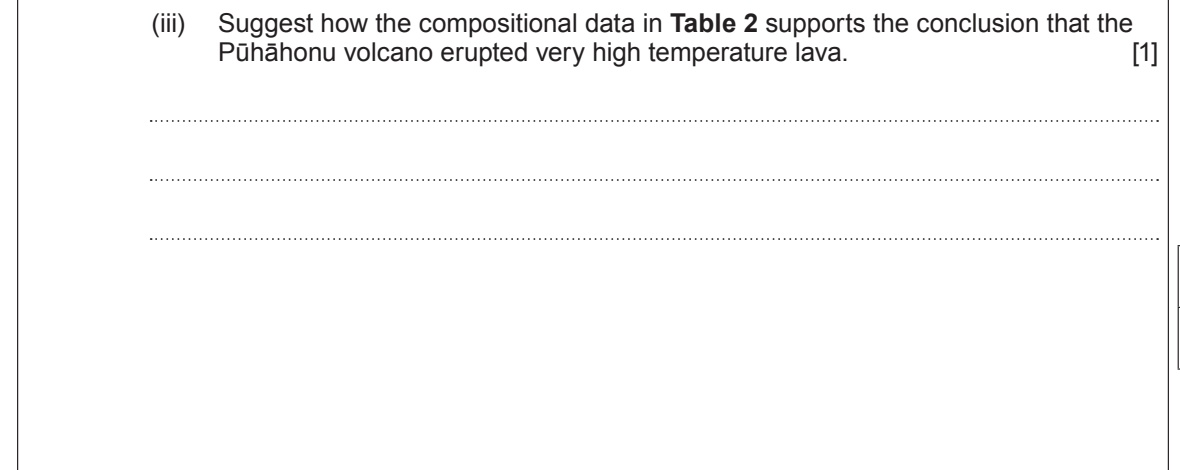 (iii) Suggest how the compositional data in Table 2 supports the conclusion that the
Pūhāhonu volcano erupted very high temperature lava. [1]